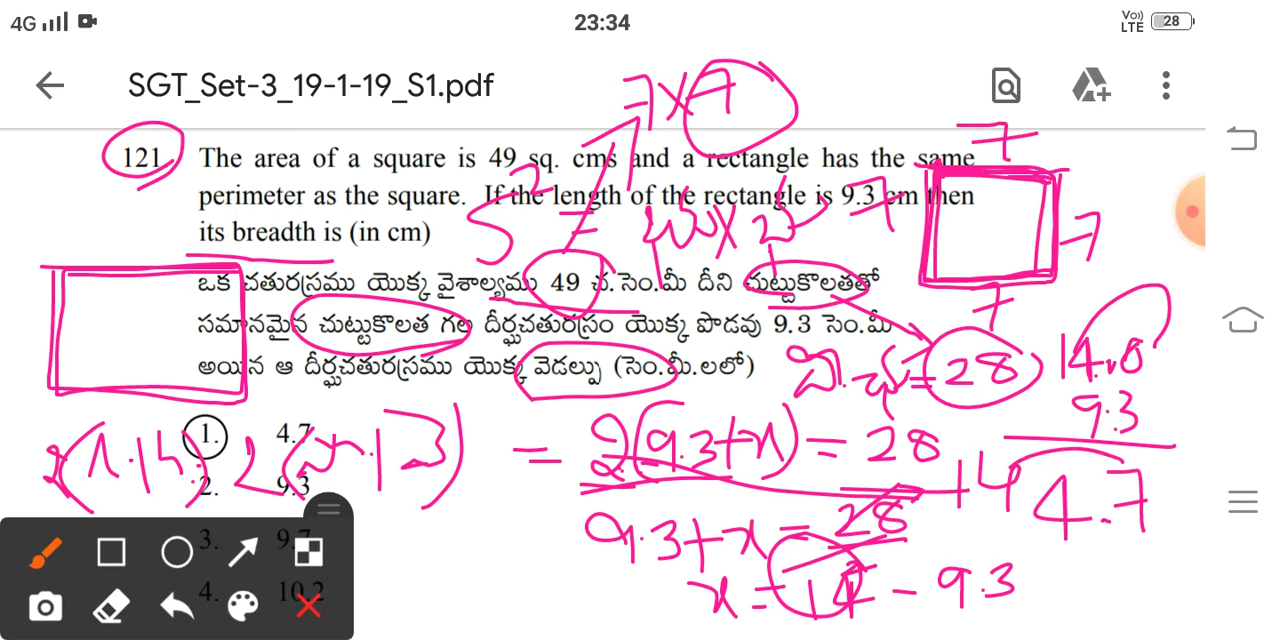 4G 23:34 Vo)) LTE 28
SGT_Set-3_19-1-19_S1.pdf
7×7
121. The area of a square is 49 sq. cms and a rectangle has the same
perimeter as the square. If the length of the rectangle is 9.3 cm then
its breadth is (in cm)
7
7
7
7
ఒక చతురస్రము యొక్క వైశాల్యము 49 చ.సెం.మీ దీని చుట్టుకొలతతో
సమానమైన చుట్టుకొలత గల దీర్ఘచతురస్రం యొక్క పొడవు 9.3 సెం.మీ
అయిన ఆ దీర్ఘచతురస్రము యొక్క వెడల్పు (సెం.మీ.లలో)
= 28
14.0
9.3
4.7
1. 4.7
2. 9.3
3. 9.7
4. 10.2
= 2(9.3+x) = 28
9.3+x = 28
14
x = 14 - 9.3